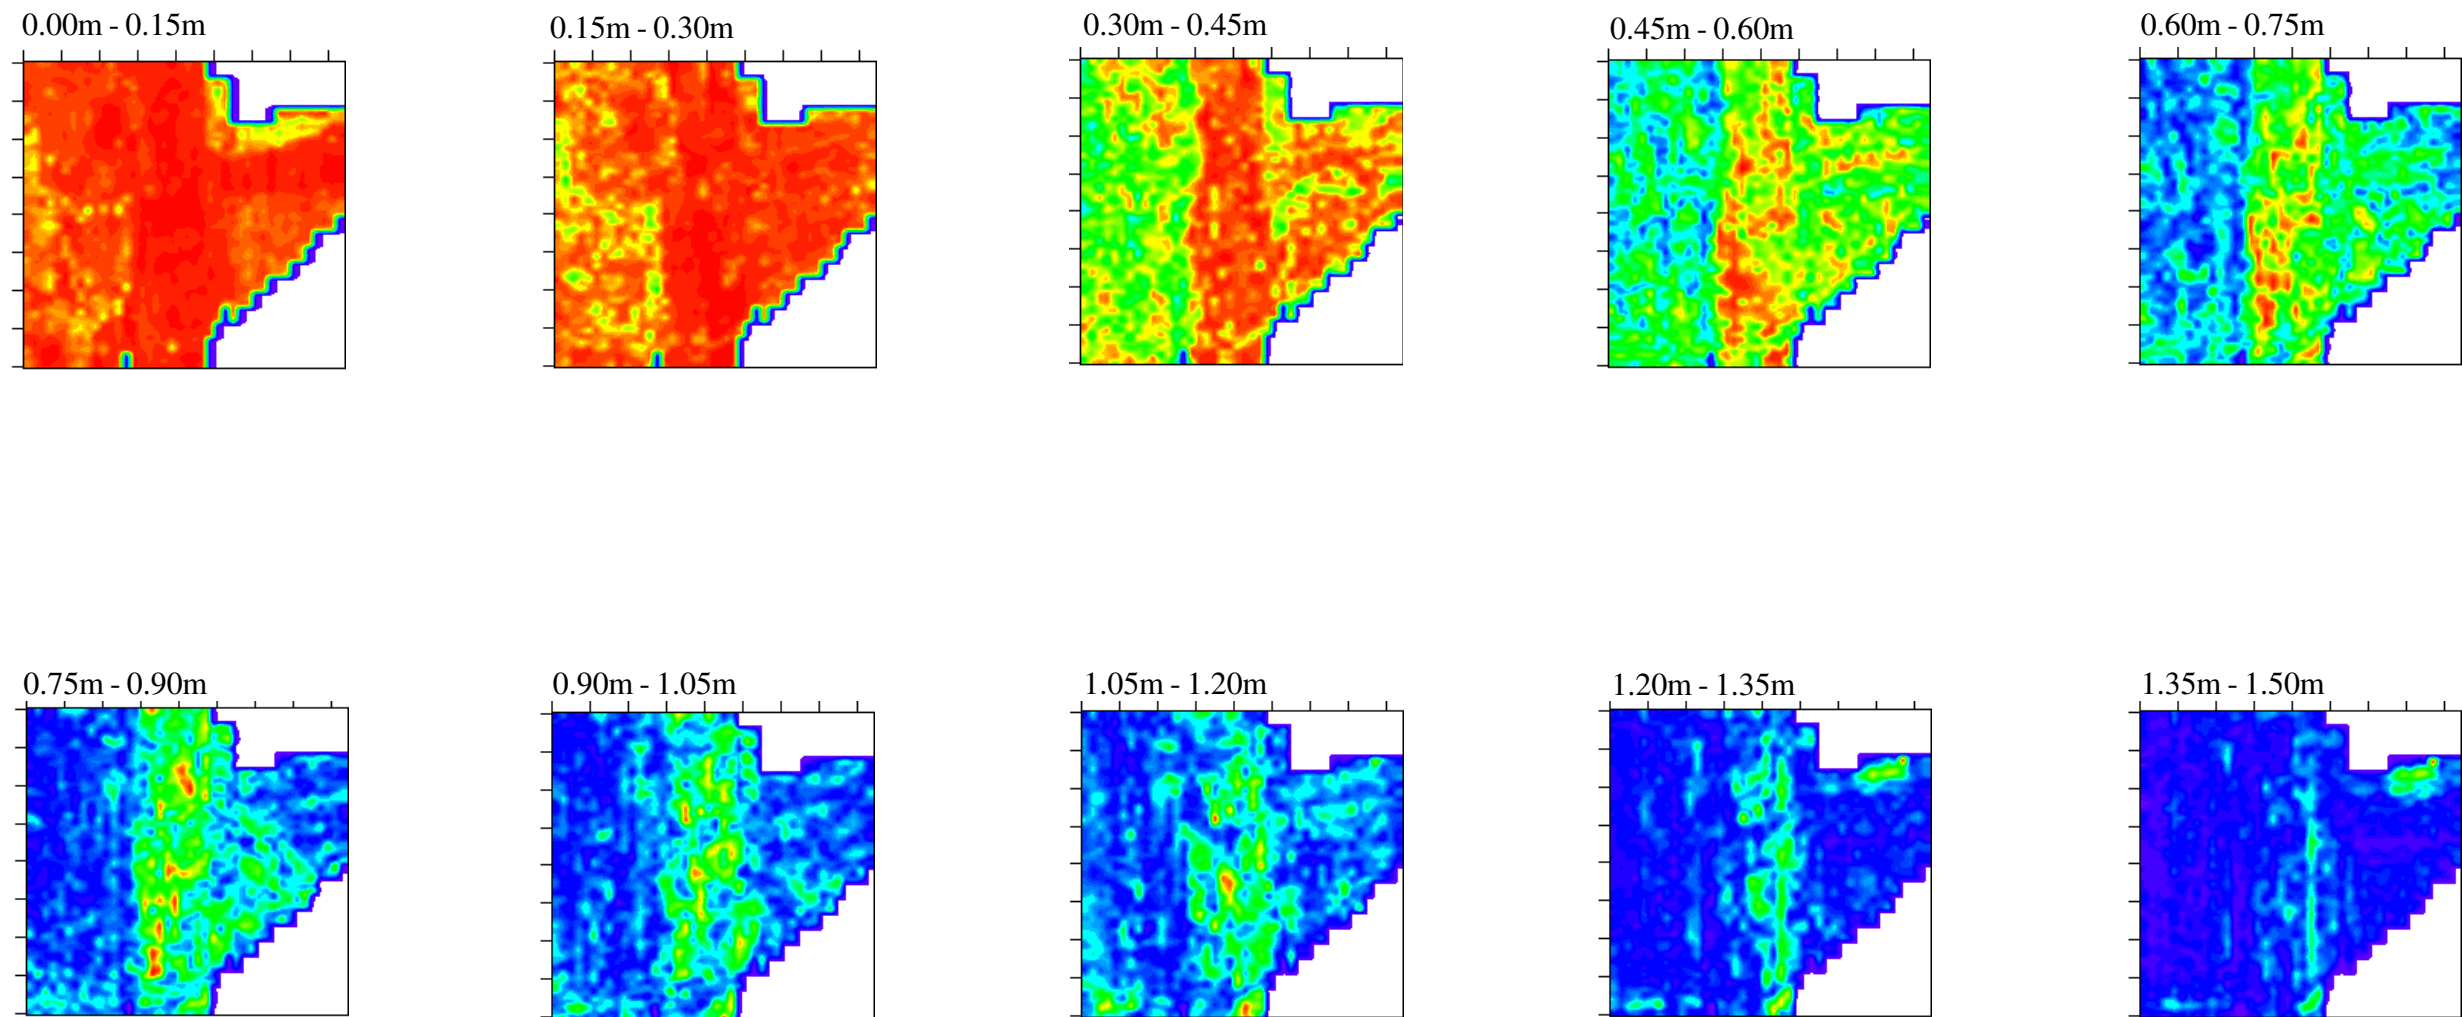 0.00m - 0.15m
0.15m - 0.30m
0.30m - 0.45m
0.45m - 0.60m
0.60m - 0.75m
0.75m - 0.90m
0.90m - 1.05m
1.05m - 1.20m
1.20m - 1.35m
1.35m - 1.50m